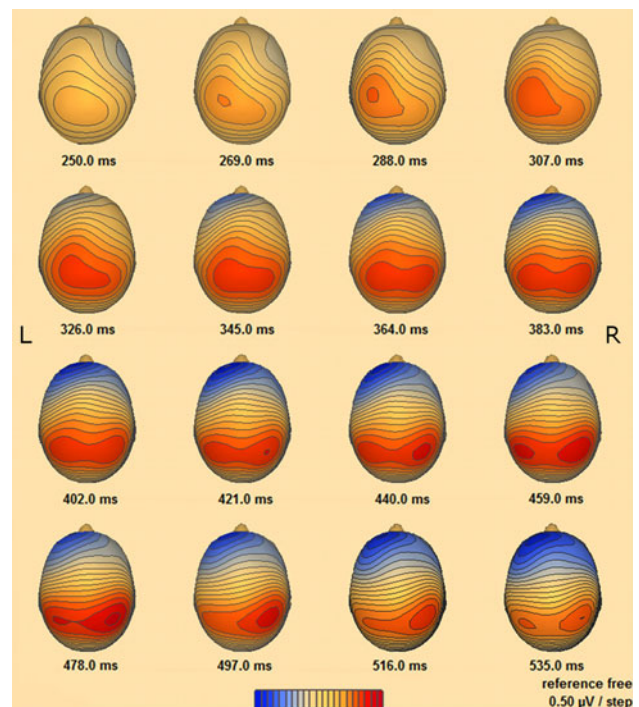 250.0 ms 269.0 ms 288.0 ms 307.0 ms
326.0 ms 345.0 ms 364.0 ms 383.0 ms
L R
402.0 ms 421.0 ms 440.0 ms 459.0 ms
478.0 ms 497.0 ms 516.0 ms 535.0 ms
reference free
0.50 µV / step